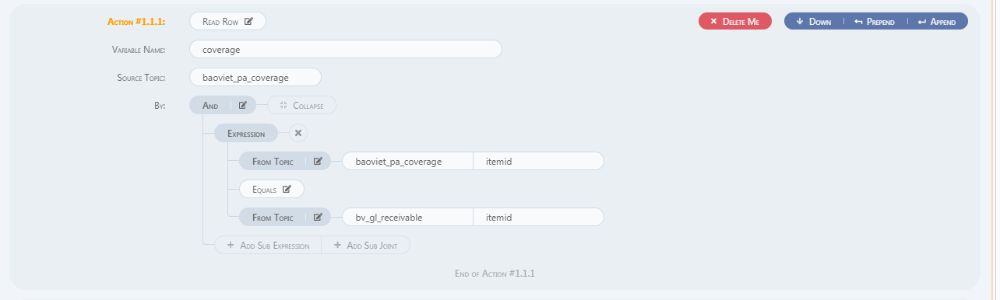 Action #1.1.1: Read Row Delete Me Down Prepend Append
Variable Name: coverage
Source Topic: baoviet_pa_coverage
By: And Collapse
Expression
From Topic baoviet_pa_coverage itemid
Equals
From Topic bv_gl_receivable itemid
Add Sub Expression Add Sub Joint
End of Action #1.1.1